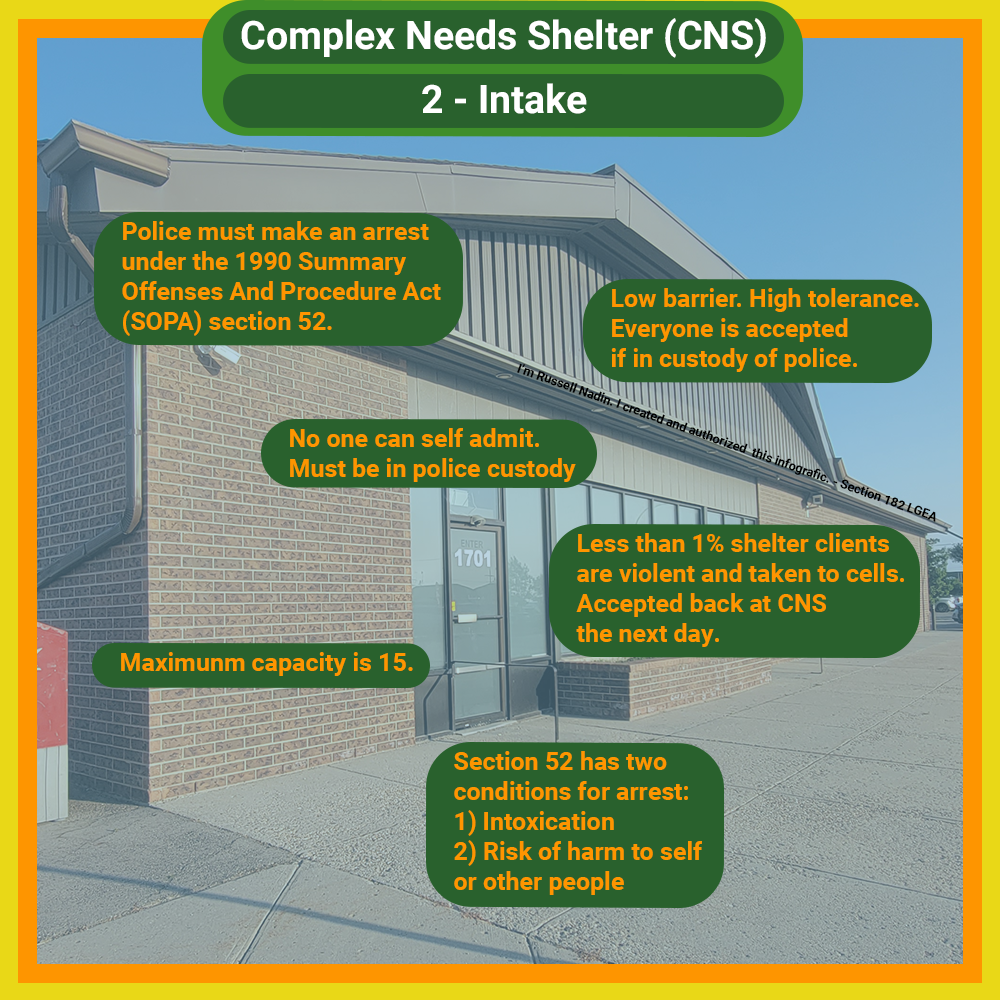 Complex Needs Shelter (CNS)
2 - Intake
Police must make an arrest
under the 1990 Summary
Offenses And Procedure Act
(SOPA) section 52.
Low barrier. High tolerance.
Everyone is accepted
if in custody of police.
I'm Russell Nadin. I created and authorized this infografic. - Section 182 LGEA
No one can self admit.
Must be in police custody
ENTER
1701
Less than 1% shelter clients
are violent and taken to cells.
Accepted back at CNS
the next day.
Maximunm capacity is 15.
Section 52 has two
conditions for arrest:
1) Intoxication
2) Risk of harm to self
or other people